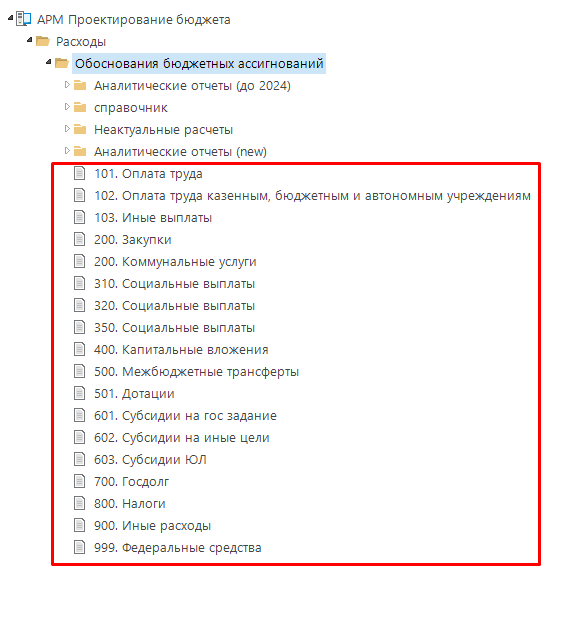 АРМ Проектирование бюджета
Расходы
Обоснования бюджетных ассигнований
Аналитические отчеты (до 2024)
справочник
Неактуальные расчеты
Аналитические отчеты (new)
101. Оплата труда
102. Оплата труда казенным, бюджетным и автономным учреждениям
103. Иные выплаты
200. Закупки
200. Коммунальные услуги
310. Социальные выплаты
320. Социальные выплаты
350. Социальные выплаты
400. Капитальные вложения
500. Межбюджетные трансферты
501. Дотации
601. Субсидии на гос задание
602. Субсидии на иные цели
603. Субсидии ЮЛ
700. Госдолг
800. Налоги
900. Иные расходы
999. Федеральные средства